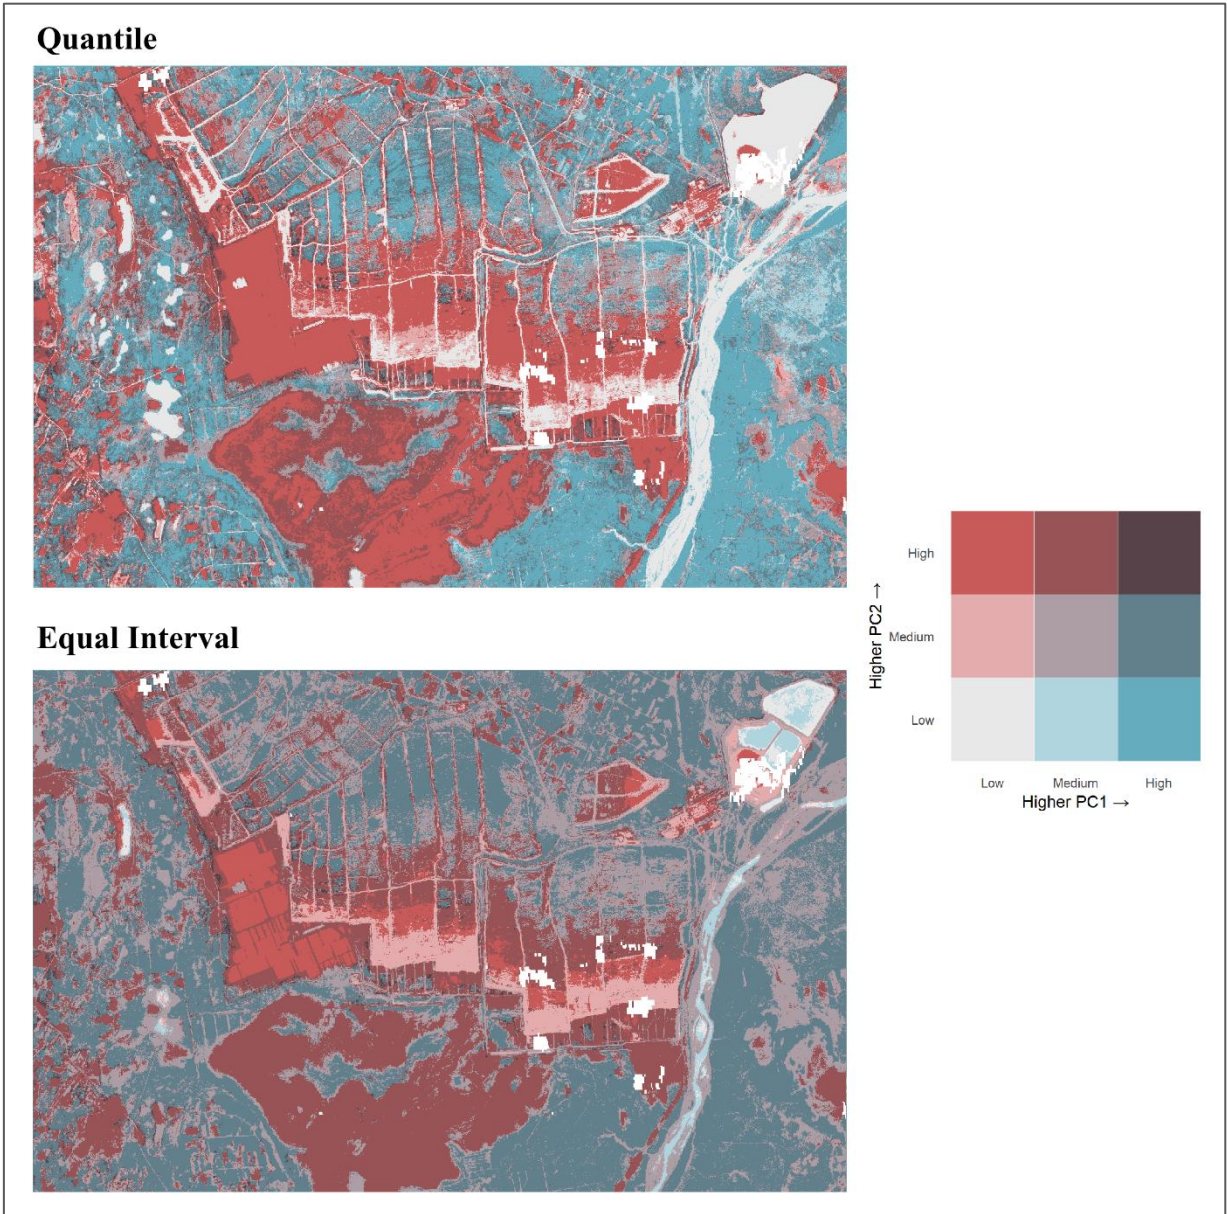 Quantile
Equal Interval
High
Medium
Low
Higher PC2 →
Low Medium High
Higher PC1 →